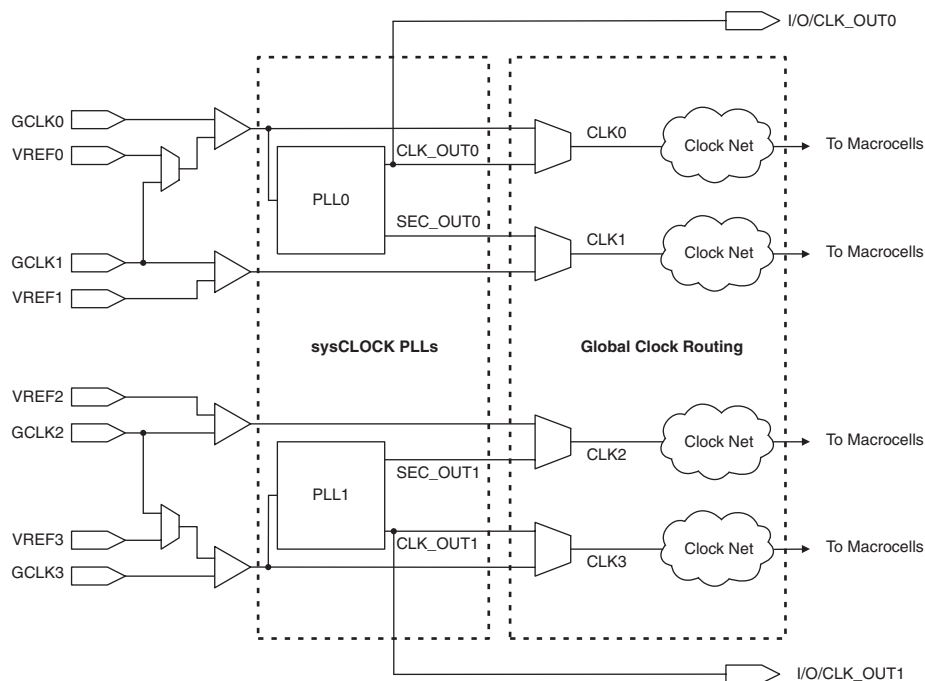 I/O/CLK_OUT0
GCLK0
VREF0
CLK_OUT0
CLK0
Clock Net
To Macrocells
PLL0
SEC_OUT0
GCLK1
VREF1
CLK1
Clock Net
To Macrocells
sysCLOCK PLLs
Global Clock Routing
VREF2
GCLK2
SEC_OUT1
CLK2
Clock Net
To Macrocells
PLL1
VREF3
GCLK3
CLK_OUT1
CLK3
Clock Net
To Macrocells
I/O/CLK_OUT1